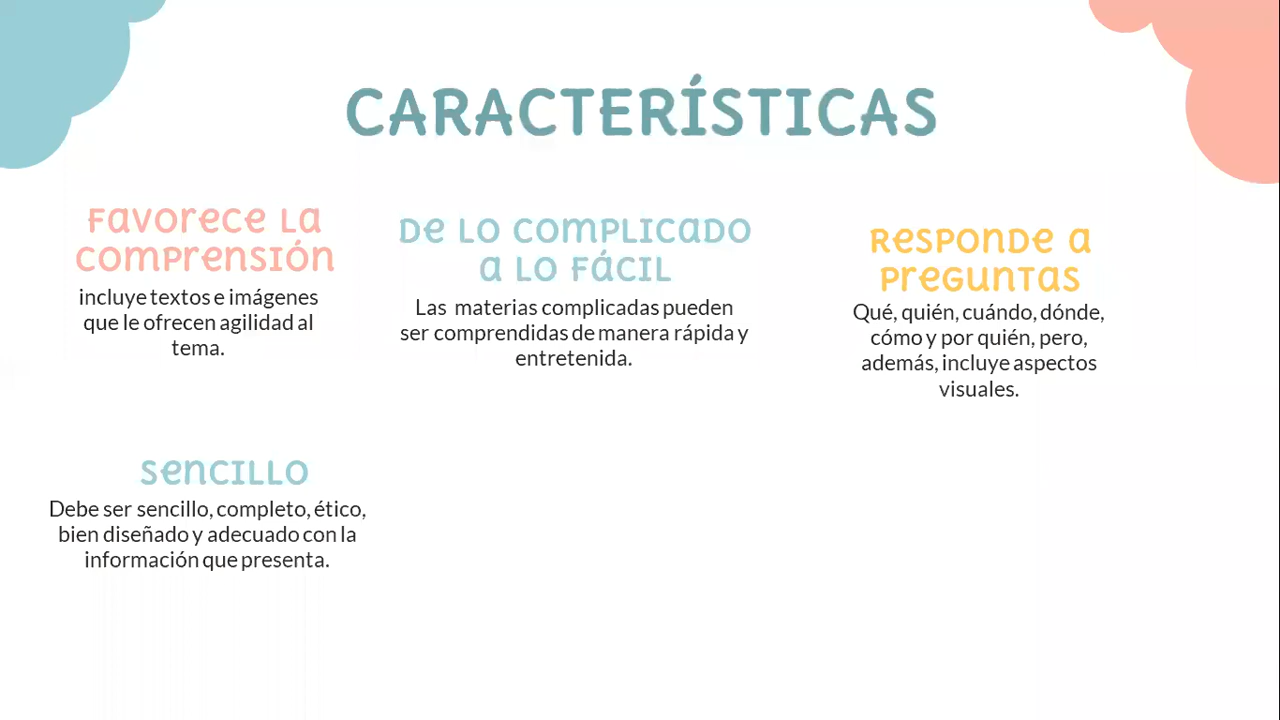 CARACTERÍSTICAS
Favorece la
comprensión
incluye textos e imágenes
que le ofrecen agilidad al
tema.
De lo complicado
a lo fácil
Las materias complicadas pueden
ser comprendidas de manera rápida y
entretenida.
Responde a
preguntas
Qué, quién, cuándo, dónde,
cómo y por quién, pero,
además, incluye aspectos
visuales.
Sencillo
Debe ser sencillo, completo, ético,
bien diseñado y adecuado con la
información que presenta.